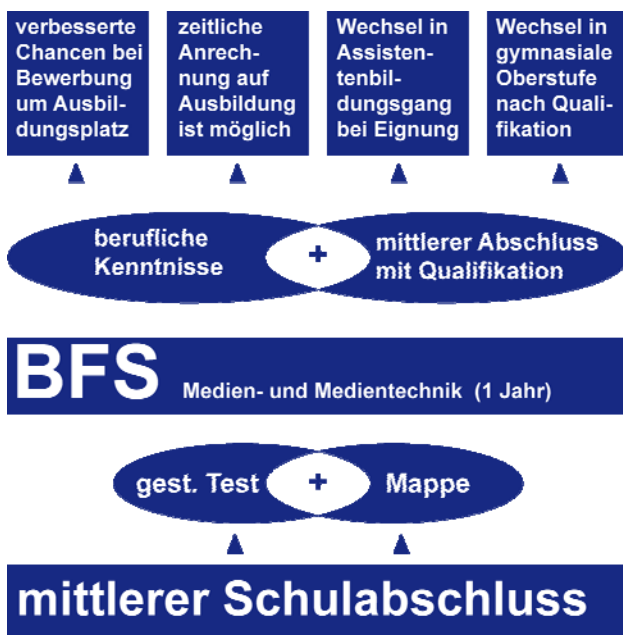 verbesserte
Chancen bei
Bewerbung
um Ausbil-
dungsplatz
zeitliche
Anrech-
nung auf
Ausbildung
ist möglich
Wechsel in
Assisten-
tenbil-
dungsgang
bei Eignung
Wechsel in
gymnasiale
Oberstufe
nach Quali-
fikation
berufliche
Kenntnisse
+
mittlerer Abschluss
mit Qualifikation
BFS Medien- und Medientechnik (1 Jahr)
gest. Test + Mappe
mittlerer Schulabschluss